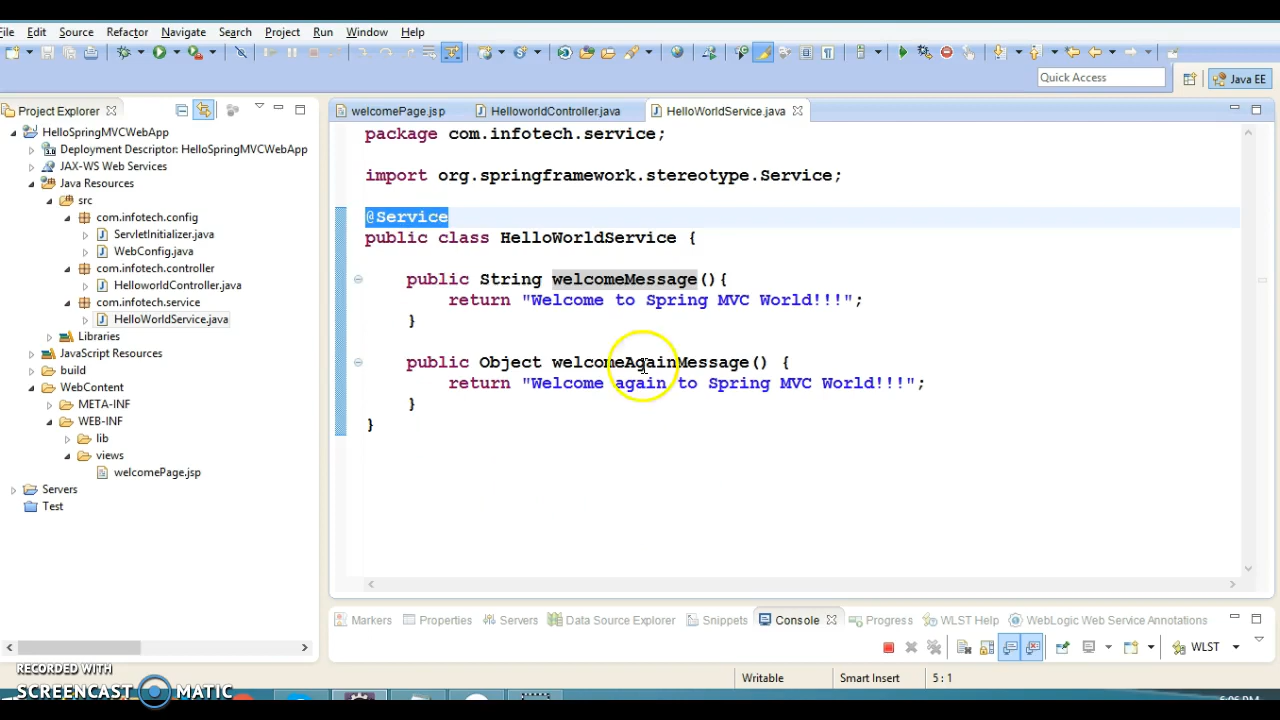 File Edit Source Refactor Navigate Search Project Run Window Help
Quick Access
Java EE
Project Explorer
welcomePage.jsp
HelloworldController.java
HelloWorldService.java
HelloSpringMVCWebApp
Deployment Descriptor: HelloSpringMVCWebApp
JAX-WS Web Services
Java Resources
src
com.infotech.config
ServletInitializer.java
WebConfig.java
com.infotech.controller
HelloworldController.java
com.infotech.service
HelloWorldService.java
Libraries
JavaScript Resources
build
WebContent
META-INF
WEB-INF
lib
views
welcomePage.jsp
Servers
Test
package com.infotech.service;
import org.springframework.stereotype.Service;
@Service
public class HelloWorldService {
public String welcomeMessage(){
return "Welcome to Spring MVC World!!!";
}
public Object welcomeAgainMessage() {
return "Welcome again to Spring MVC World!!!";
}
}
Markers Properties Servers Data Source Explorer Snippets Console Progress WLST Help WebLogic Web Service Annotations
WLST
Writable Smart Insert 5 : 1
RECORDED WITH
SCREENCAST MATIC